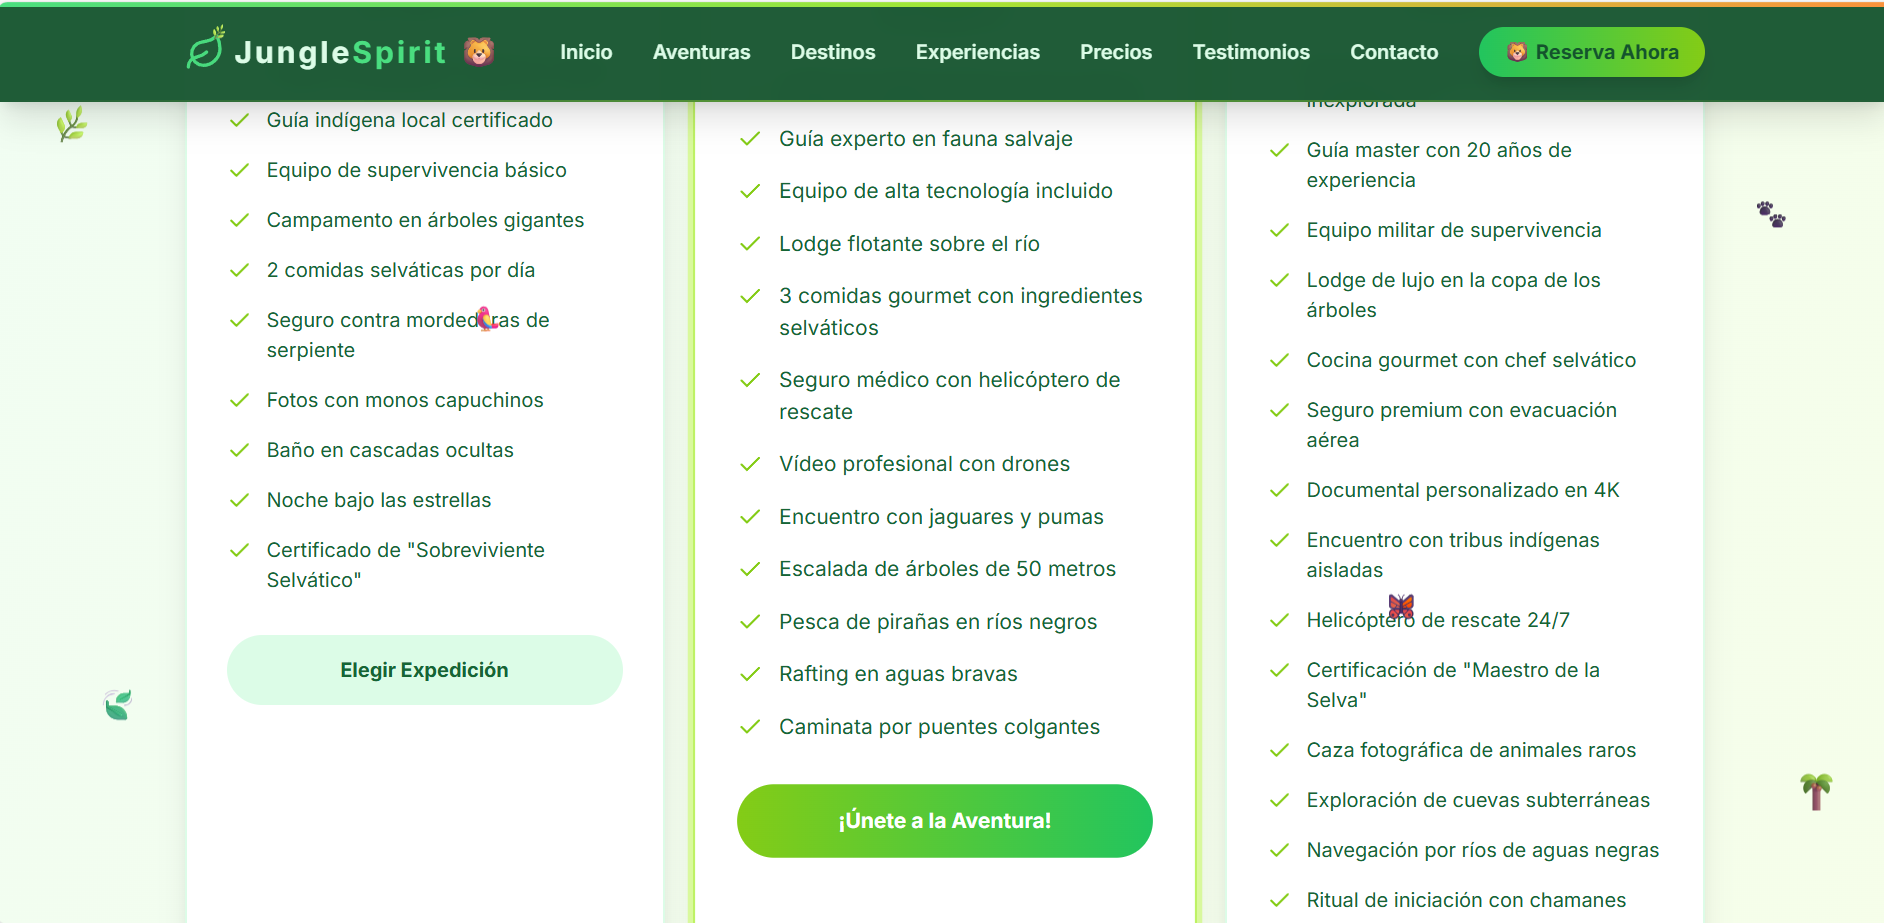 JungleSpirit
Inicio
Aventuras
Destinos
Experiencias
Precios
Testimonios
Contacto
Reserva Ahora
Guía indígena local certificado
Equipo de supervivencia básico
Campamento en árboles gigantes
2 comidas selváticas por día
Seguro contra mordeduras de
serpiente
Fotos con monos capuchinos
Baño en cascadas ocultas
Noche bajo las estrellas
Certificado de "Sobreviviente
Selvático"
Elegir Expedición
Guía experto en fauna salvaje
Equipo de alta tecnología incluido
Lodge flotante sobre el río
3 comidas gourmet con ingredientes
selváticos
Seguro médico con helicóptero de
rescate
Vídeo profesional con drones
Encuentro con jaguares y pumas
Escalada de árboles de 50 metros
Pesca de pirañas en ríos negros
Rafting en aguas bravas
Caminata por puentes colgantes
¡Únete a la Aventura!
inexplorada
Guía master con 20 años de
experiencia
Equipo militar de supervivencia
Lodge de lujo en la copa de los
árboles
Cocina gourmet con chef selvático
Seguro premium con evacuación
aérea
Documental personalizado en 4K
Encuentro con tribus indígenas
aisladas
Helicóptero de rescate 24/7
Certificación de "Maestro de la
Selva"
Caza fotográfica de animales raros
Exploración de cuevas subterráneas
Navegación por ríos de aguas negras
Ritual de iniciación con chamanes